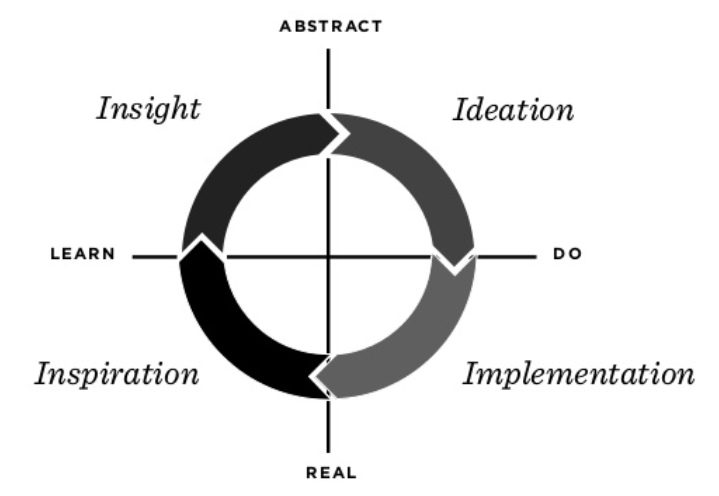 ABSTRACT
Insight
Ideation
LEARN
DO
Inspiration
Implementation
REAL